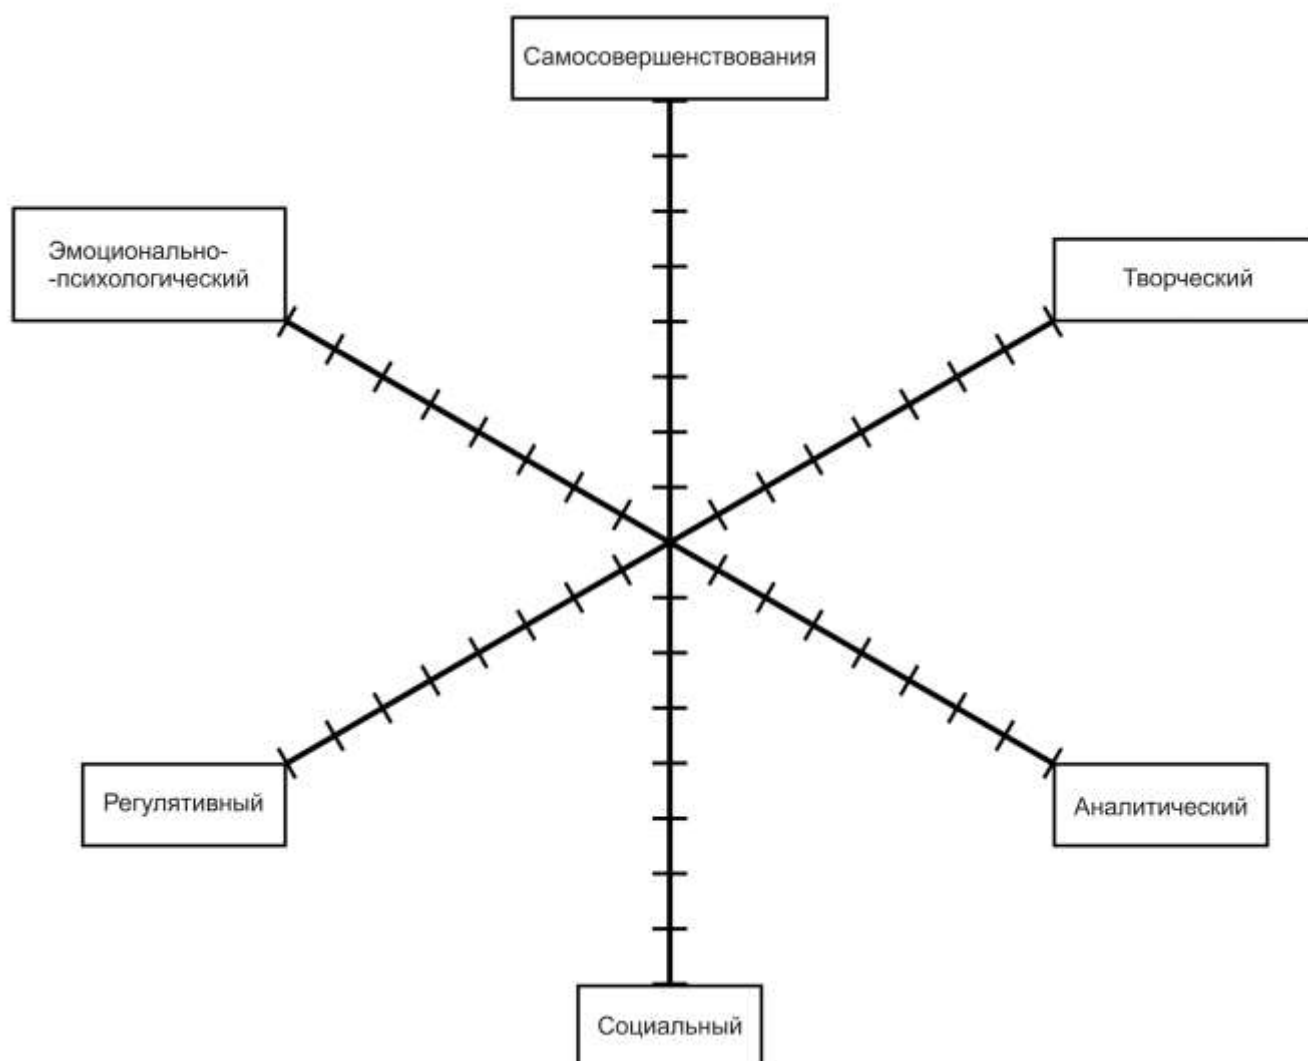 Самосовершенствования
Эмоционально-
-психологический
Творческий
Регулятивный
Аналитический
Социальный